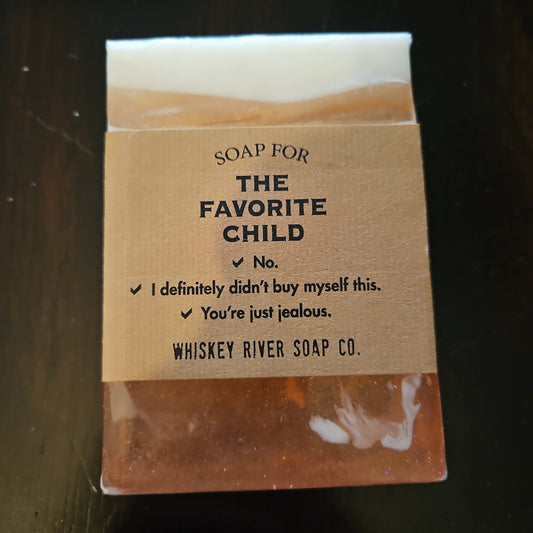 SOAP FOR
THE
FAVORITE
CHILD
✓ No.
✓ I definitely didn't buy myself this.
✓ You're just jealous.
WHISKEY RIVER SOAP CO.